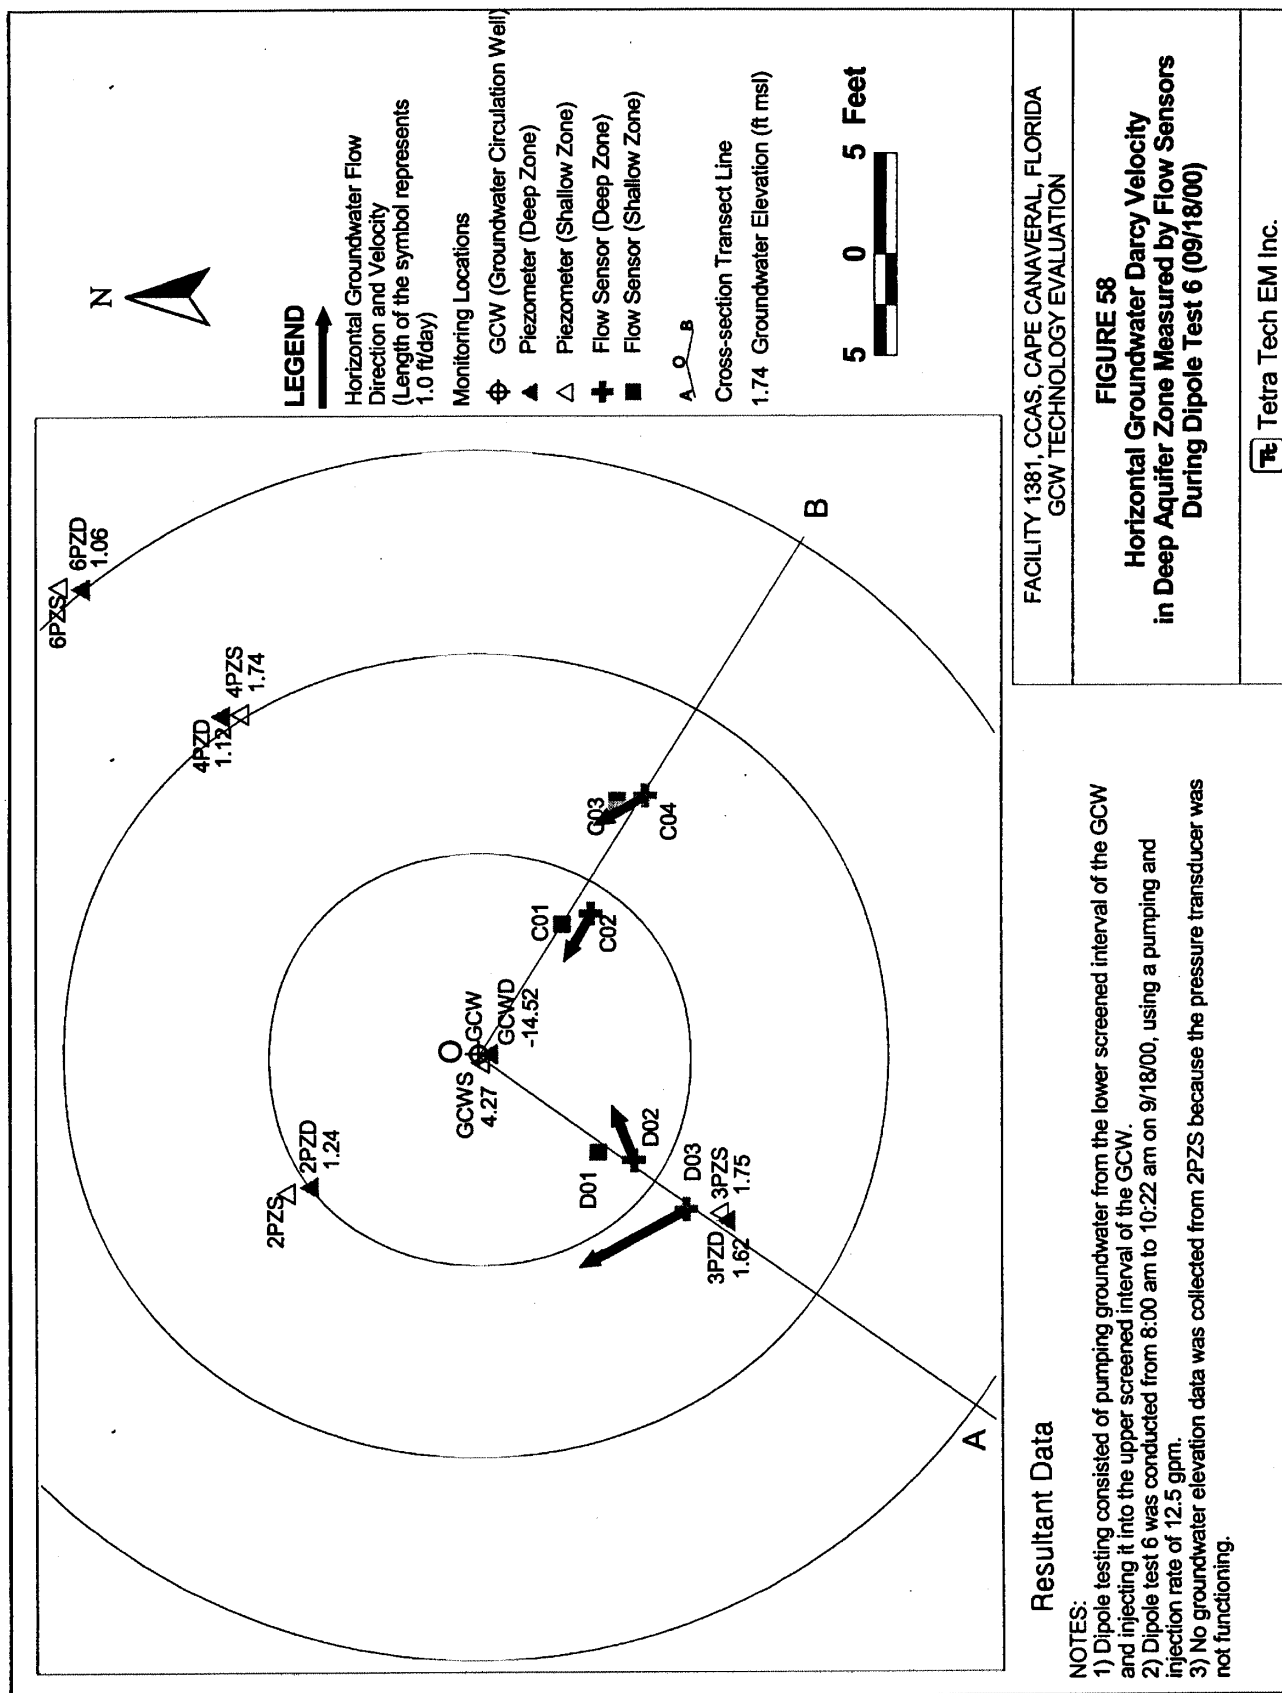 6PZS
6PZD
1.06
4PZD
1.12
4PZS
1.74
2PZS
2PZD
1.24
O
GCW
GCWS
4.27
GCWD
-14.52
C01
C02
C03
C04
D01
D02
D03
3PZS
1.75
3PZD
1.62
A
B
N
LEGEND
Horizontal Groundwater Flow
Direction and Velocity
(Length of the symbol represents
1.0 ft/day)
Monitoring Locations
GCW (Groundwater Circulation Well)
Piezometer (Deep Zone)
Piezometer (Shallow Zone)
Flow Sensor (Deep Zone)
Flow Sensor (Shallow Zone)
A O B
Cross-section Transect Line
1.74 Groundwater Elevation (ft msl)
5 0 5 Feet
Resultant Data
NOTES:
1) Dipole testing consisted of pumping groundwater from the lower screened interval of the GCW
and injecting it into the upper screened interval of the GCW.
2) Dipole test 6 was conducted from 8:00 am to 10:22 am on 9/18/00, using a pumping and
injection rate of 12.5 gpm.
3) No groundwater elevation data was collected from 2PZS because the pressure transducer was
not functioning.
FACILITY 1381, CCAS, CAPE CANAVERAL, FLORIDA
GCW TECHNOLOGY EVALUATION
FIGURE 58
Horizontal Groundwater Darcy Velocity
in Deep Aquifer Zone Measured by Flow Sensors
During Dipole Test 6 (09/18/00)
Tt Tetra Tech EM Inc.